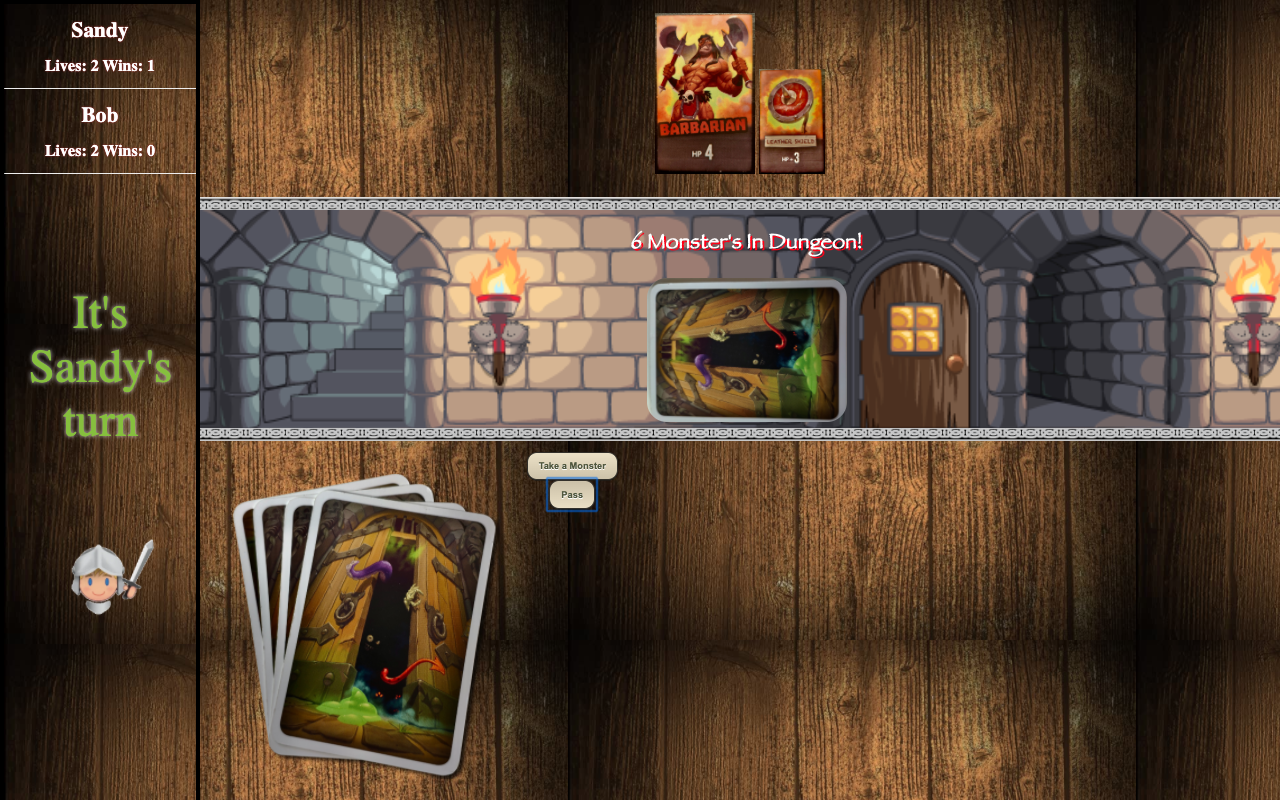 Sandy
Lives: 2 Wins: 1
Bob
Lives: 2 Wins: 0
It's
Sandy's
turn
BARBARIAN
HP 4
LEATHER SHIELD
HP + 3
6 Monster's In Dungeon!
Take a Monster
Pass